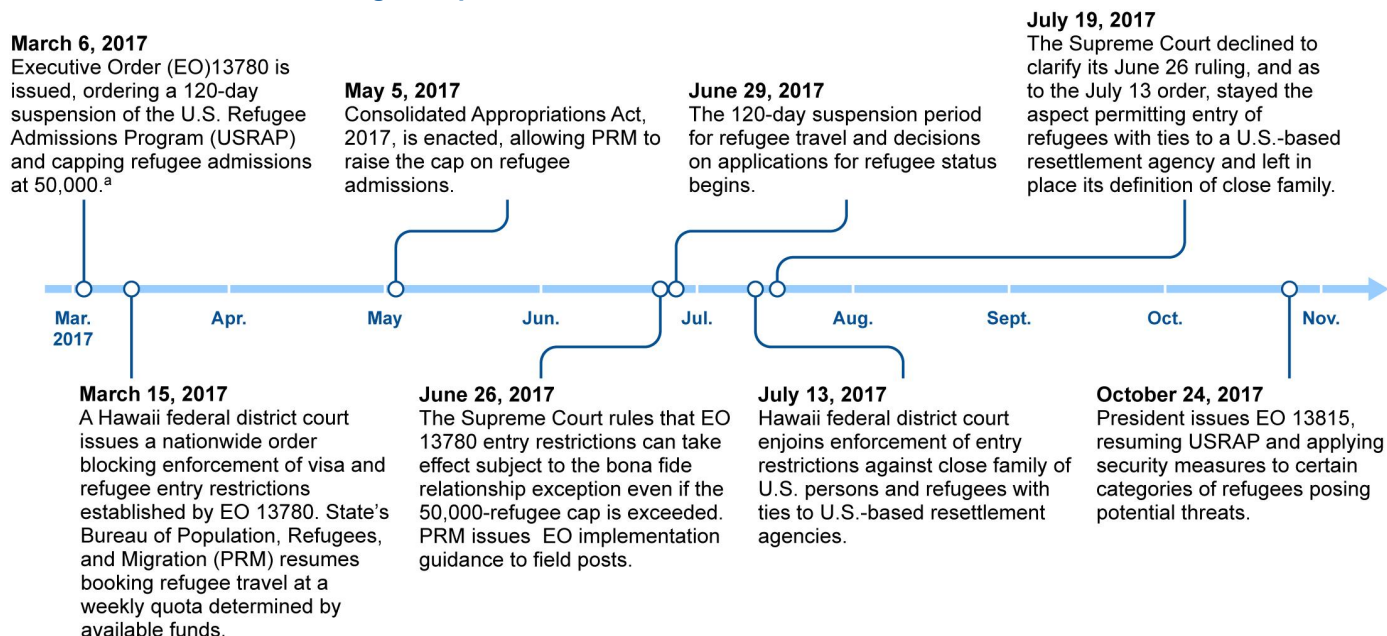 March 6, 2017
Executive Order (EO)13780 is
issued, ordering a 120-day
suspension of the U.S. Refugee
Admissions Program (USRAP)
and capping refugee admissions
at 50,000.ª
May 5, 2017
Consolidated Appropriations Act,
2017, is enacted, allowing PRM to
raise the cap on refugee
admissions.
June 29, 2017
The 120-day suspension period
for refugee travel and decisions
on applications for refugee status
begins.
July 19, 2017
The Supreme Court declined to
clarify its June 26 ruling, and as
to the July 13 order, stayed the
aspect permitting entry of
refugees with ties to a U.S.-based
resettlement agency and left in
place its definition of close family.
Mar.
2017
Apr.
May
Jun.
Jul.
Aug.
Sept.
Oct.
Nov.
March 15, 2017
A Hawaii federal district court
issues a nationwide order
blocking enforcement of visa and
refugee entry restrictions
established by EO 13780. State’s
Bureau of Population, Refugees,
and Migration (PRM) resumes
booking refugee travel at a
weekly quota determined by
available funds.
June 26, 2017
The Supreme Court rules that EO
13780 entry restrictions can take
effect subject to the bona fide
relationship exception even if the
50,000-refugee cap is exceeded.
PRM issues EO implementation
guidance to field posts.
July 13, 2017
Hawaii federal district court
enjoins enforcement of entry
restrictions against close family of
U.S. persons and refugees with
ties to U.S.-based resettlement
agencies.
October 24, 2017
President issues EO 13815,
resuming USRAP and applying
security measures to certain
categories of refugees posing
potential threats.